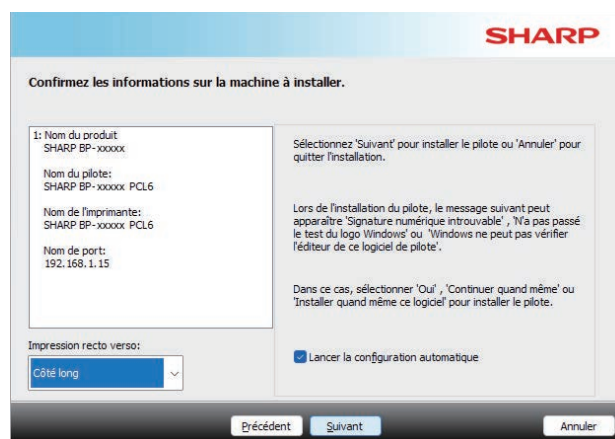 SHARP
Confirmez les informations sur la machine à installer.
1: Nom du produit
SHARP BP-xxxxx
Nom du pilote:
SHARP BP-xxxxx PCL6
Nom de l'imprimante:
SHARP BP-xxxxx PCL6
Nom de port:
192.168.1.15
Impression recto verso:
Côté long
Sélectionnez 'Suivant' pour installer le pilote ou 'Annuler' pour
quitter l'installation.
Lors de l'installation du pilote, le message suivant peut
apparaître 'Signature numérique introuvable' , 'N'a pas passé
le test du logo Windows' ou 'Windows ne peut pas vérifier
l'éditeur de ce logiciel de pilote'.
Dans ce cas, sélectionner 'Oui' , 'Continuer quand même' ou
'Installer quand même ce logiciel' pour installer le pilote.
Lancer la configuration automatique
Précédent
Suivant
Annuler